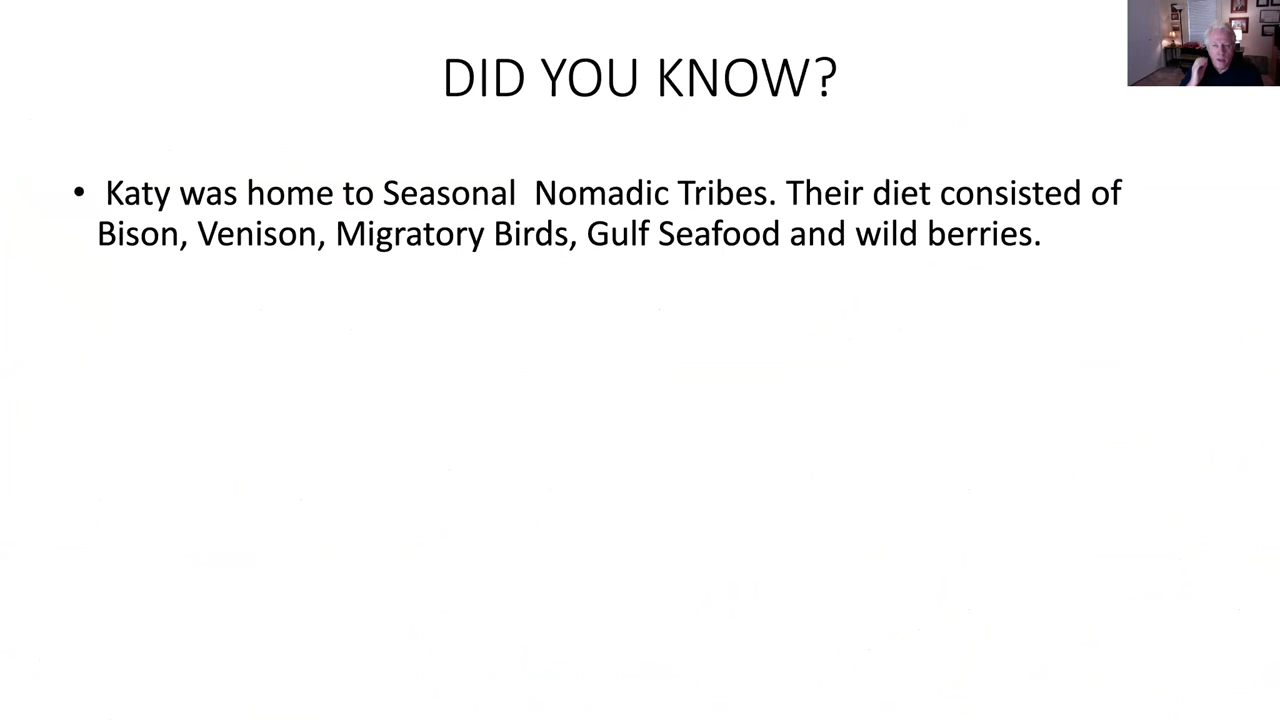 DID YOU KNOW?
• Katy was home to Seasonal  Nomadic Tribes. Their diet consisted of
Bison, Venison, Migratory Birds, Gulf Seafood and wild berries.